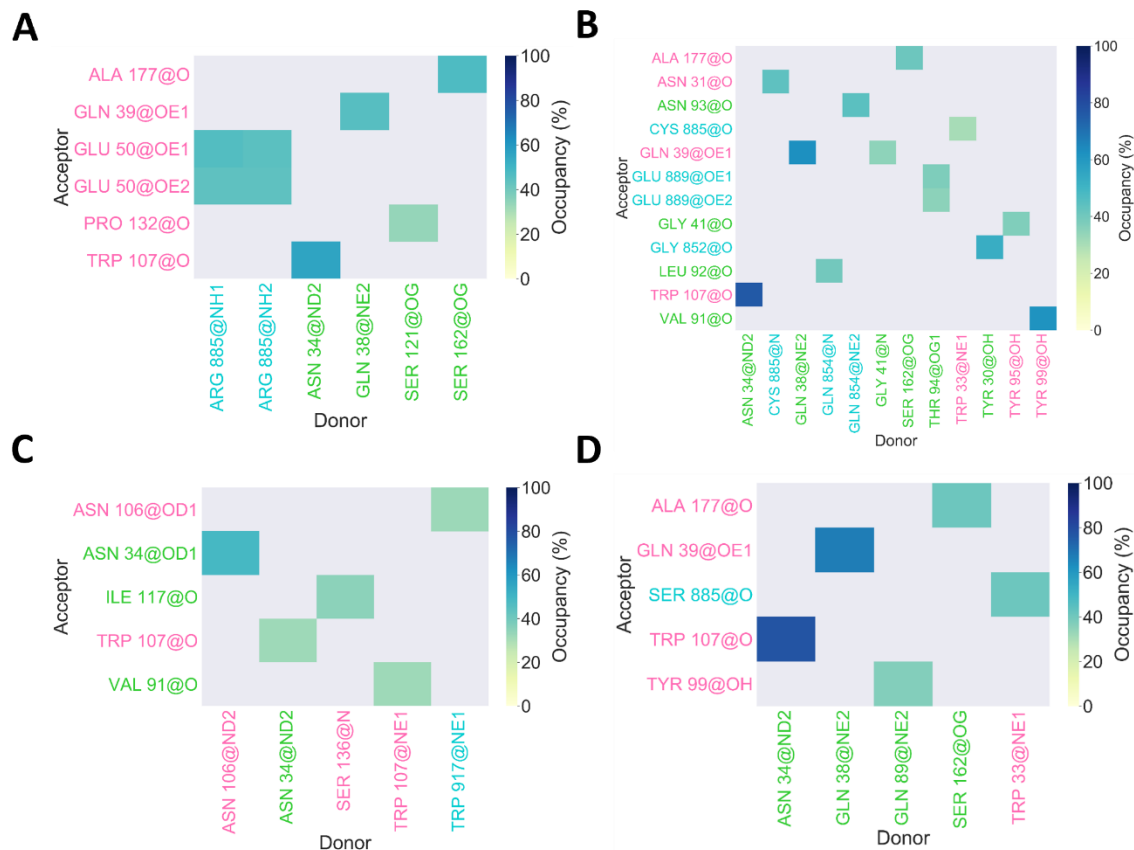 A
Acceptor
ALA 177@O
GLN 39@OE1
GLU 50@OE1
GLU 50@OE2
PRO 132@O
TRP 107@O
ARG 885@NH1
ARG 885@NH2
ASN 34@ND2
GLN 38@NE2
SER 121@OG
SER 162@OG
Donor
100
80
60
40
20
0
Occupancy (%)
B
Acceptor
ALA 177@O
ASN 31@O
ASN 93@O
CYS 885@O
GLN 39@OE1
GLU 889@OE1
GLU 889@OE2
GLY 41@O
GLY 852@O
LEU 92@O
TRP 107@O
VAL 91@O
ASN 34@ND2
CYS 885@N
GLN 38@NE2
GLN 854@N
GLN 854@NE2
GLY 41@N
SER 162@OG
THR 94@OG1
TRP 33@NE1
TYR 30@OH
TYR 95@OH
TYR 99@OH
Donor
100
80
60
40
20
0
Occupancy (%)
C
Acceptor
ASN 106@OD1
ASN 34@OD1
ILE 117@O
TRP 107@O
VAL 91@O
ASN 106@ND2
ASN 34@ND2
SER 136@N
TRP 107@NE1
TRP 917@NE1
Donor
100
80
60
40
20
0
Occupancy (%)
D
Acceptor
ALA 177@O
GLN 39@OE1
SER 885@O
TRP 107@O
TYR 99@OH
ASN 34@ND2
GLN 38@NE2
GLN 89@NE2
SER 162@OG
TRP 33@NE1
Donor
100
80
60
40
20
0
Occupancy (%)